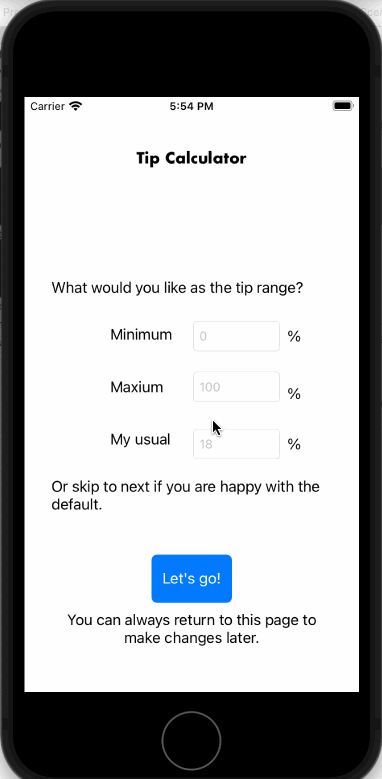 Carrier 5:54 PM
Tip Calculator
What would you like as the tip range?
Minimum 0 %
Maxium 100 %
My usual 18 %
Or skip to next if you are happy with the
default.
Let's go!
You can always return to this page to
make changes later.